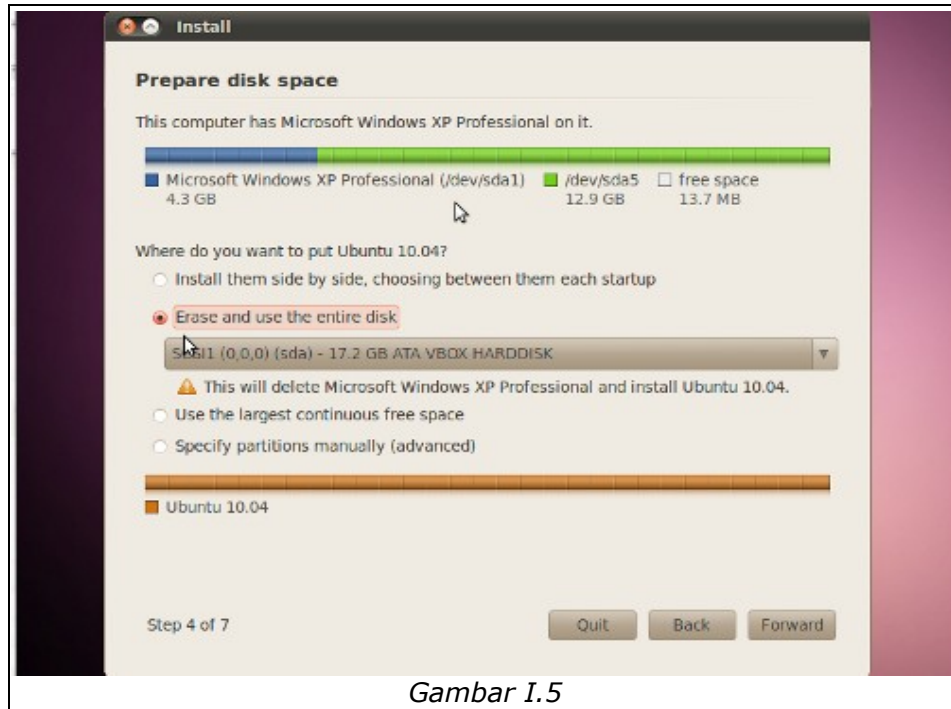 Install
Prepare disk space
This computer has Microsoft Windows XP Professional on it.
Microsoft Windows XP Professional (/dev/sda1) /dev/sda5 free space
4.3 GB 12.9 GB 13.7 MB
Where do you want to put Ubuntu 10.04?
Install them side by side, choosing between them each startup
Erase and use the entire disk
SCSI1 (0,0,0) (sda) - 17.2 GB ATA VBOX HARDDISK
This will delete Microsoft Windows XP Professional and install Ubuntu 10.04.
Use the largest continuous free space
Specify partitions manually (advanced)
Ubuntu 10.04
Step 4 of 7 Quit Back Forward
Gambar I.5